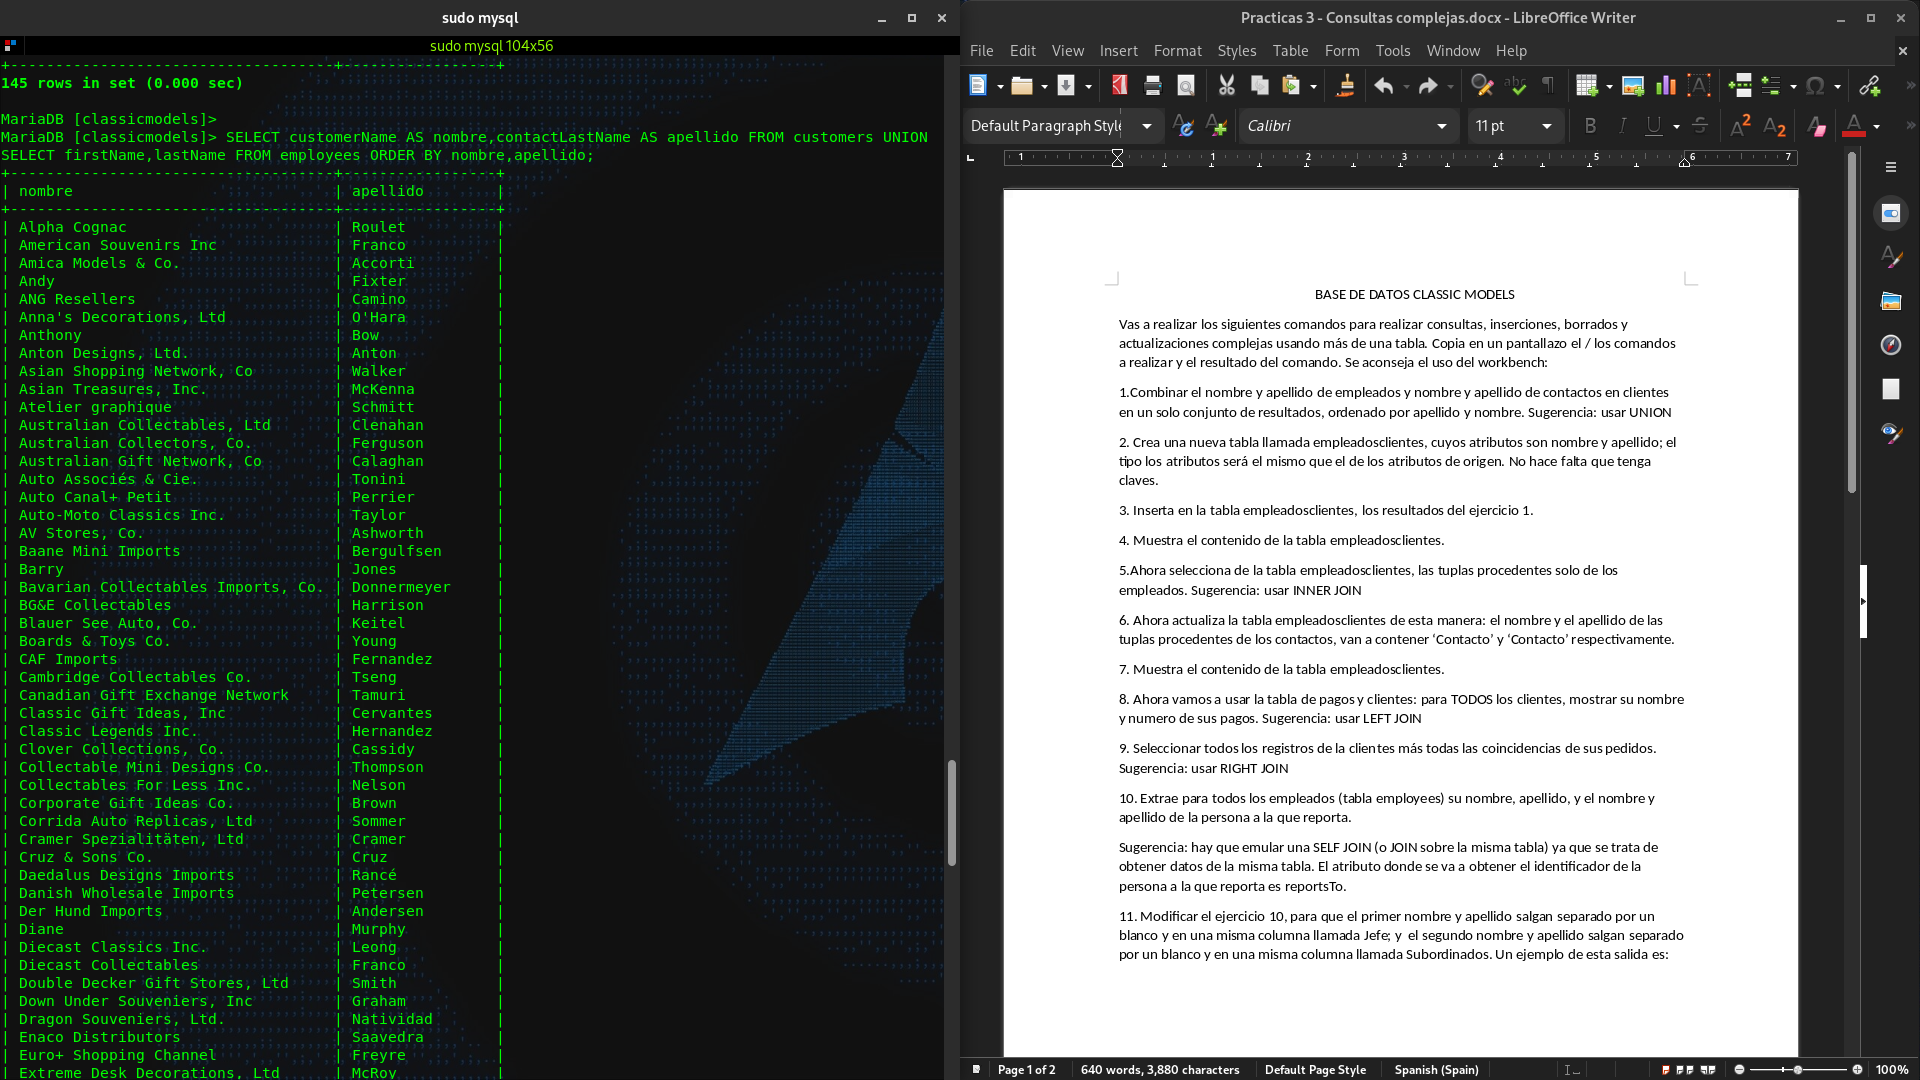 sudo mysql
sudo mysql 104x56
145 rows in set (0.000 sec)
MariaDB [classicmodels]>
MariaDB [classicmodels]> SELECT customerName AS nombre,contactLastName AS apellido FROM customers UNION
SELECT firstName,lastName FROM employees ORDER BY nombre,apellido;
| nombre | apellido |
| Alpha Cognac | Roulet |
| American Souvenirs Inc | Franco |
| Amica Models & Co. | Accorti |
| Andy | Fixter |
| ANG Resellers | Camino |
| Anna's Decorations, Ltd | O'Hara |
| Anthony | Bow |
| Anton Designs, Ltd. | Anton |
| Asian Shopping Network, Co | Walker |
| Asian Treasures, Inc. | McKenna |
| Atelier graphique | Schmitt |
| Australian Collectables, Ltd | Clenahan |
| Australian Collectors, Co. | Ferguson |
| Australian Gift Network, Co | Calaghan |
| Auto Associés & Cie. | Tonini |
| Auto Canal+ Petit | Perrier |
| Auto-Moto Classics Inc. | Taylor |
| AV Stores, Co. | Ashworth |
| Baane Mini Imports | Bergulfsen |
| Barry | Jones |
| Bavarian Collectables Imports, Co. | Donnermeyer |
| BG&E Collectables | Harrison |
| Blauer See Auto, Co. | Keitel |
| Boards & Toys Co. | Young |
| CAF Imports | Fernandez |
| Cambridge Collectables Co. | Tseng |
| Canadian Gift Exchange Network | Tamuri |
| Classic Gift Ideas, Inc | Cervantes |
| Classic Legends Inc. | Hernandez |
| Clover Collections, Co. | Cassidy |
| Collectable Mini Designs Co. | Thompson |
| Collectables For Less Inc. | Nelson |
| Corporate Gift Ideas Co. | Brown |
| Corrida Auto Replicas, Ltd | Sommer |
| Cramer Spezialitäten, Ltd | Cramer |
| Cruz & Sons Co. | Cruz |
| Daedalus Designs Imports | Rancé |
| Danish Wholesale Imports | Petersen |
| Der Hund Imports | Andersen |
| Diane | Murphy |
| Diecast Classics Inc. | Leong |
| Diecast Collectables | Franco |
| Double Decker Gift Stores, Ltd | Smith |
| Down Under Souveniers, Inc | Graham |
| Dragon Souveniers, Ltd. | Natividad |
| Enaco Distributors | Saavedra |
| Euro+ Shopping Channel | Freyre |
| Extreme Desk Decorations, Ltd | McRoy |
Practicas 3 - Consultas complejas.docx - LibreOffice Writer
File Edit View Insert Format Styles Table Form Tools Window Help
Default Paragraph Style Calibri 11 pt
1 1 2 3 4 5 6 7
BASE DE DATOS CLASSIC MODELS
Vas a realizar los siguientes comandos para realizar consultas, inserciones, borrados y
actualizaciones complejas usando más de una tabla. Copia en un pantallazo el / los comandos
a realizar y el resultado del comando. Se aconseja el uso del workbench:
1.Combinar el nombre y apellido de empleados y nombre y apellido de contactos en clientes
en un solo conjunto de resultados, ordenado por apellido y nombre. Sugerencia: usar UNION
2. Crea una nueva tabla llamada empleadosclientes, cuyos atributos son nombre y apellido; el
tipo los atributos será el mismo que el de los atributos de origen. No hace falta que tenga
claves.
3. Inserta en la tabla empleadosclientes, los resultados del ejercicio 1.
4. Muestra el contenido de la tabla empleadosclientes.
5.Ahora selecciona de la tabla empleadosclientes, las tuplas procedentes solo de los
empleados. Sugerencia: usar INNER JOIN
6. Ahora actualiza la tabla empleadosclientes de esta manera: el nombre y el apellido de las
tuplas procedentes de los contactos, van a contener ‘Contacto’ y ‘Contacto’ respectivamente.
7. Muestra el contenido de la tabla empleadosclientes.
8. Ahora vamos a usar la tabla de pagos y clientes: para TODOS los clientes, mostrar su nombre
y numero de sus pagos. Sugerencia: usar LEFT JOIN
9. Seleccionar todos los registros de la clientes más todas las coincidencias de sus pedidos.
Sugerencia: usar RIGHT JOIN
10. Extrae para todos los empleados (tabla employees) su nombre, apellido, y el nombre y
apellido de la persona a la que reporta.
Sugerencia: hay que emular una SELF JOIN (o JOIN sobre la misma tabla) ya que se trata de
obtener datos de la misma tabla. El atributo donde se va a obtener el identificador de la
persona a la que reporta es reportsTo.
11. Modificar el ejercicio 10, para que el primer nombre y apellido salgan separado por un
blanco y en una misma columna llamada Jefe; y el segundo nombre y apellido salgan separado
por un blanco y en una misma columna llamada Subordinados. Un ejemplo de esta salida es:
Page 1 of 2 640 words, 3,880 characters Default Page Style Spanish (Spain) 100%